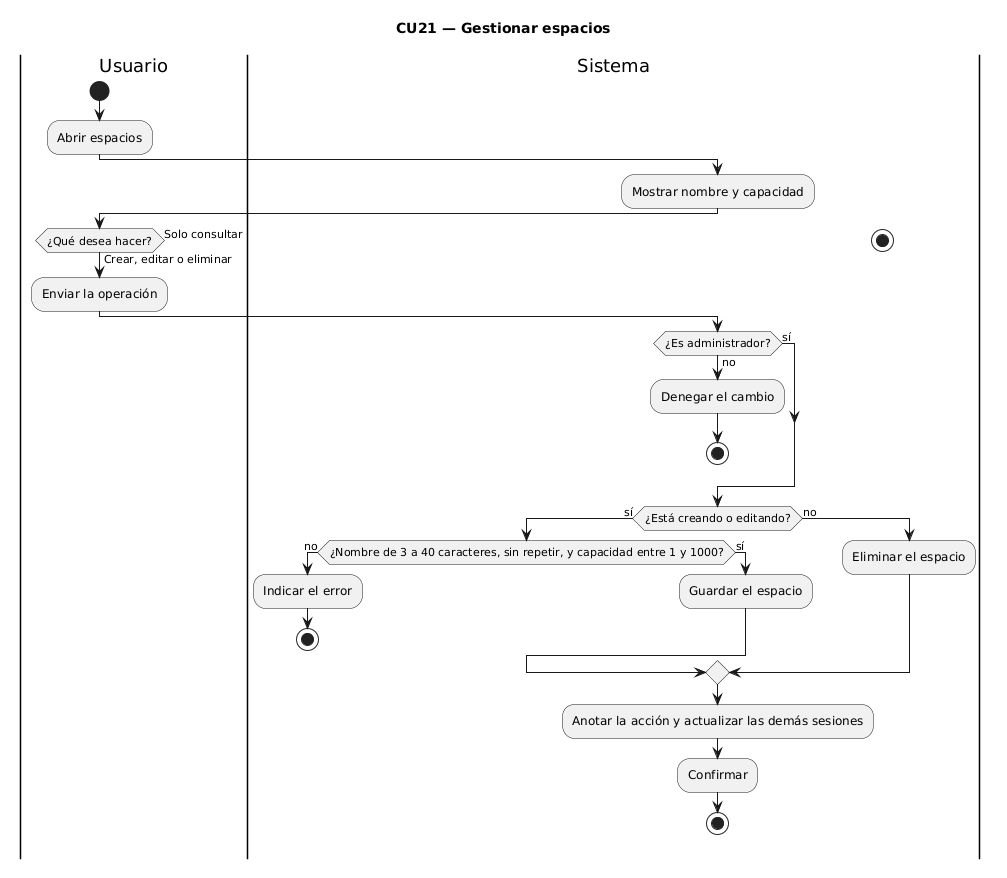 CU21 — Gestionar espacios
Usuario
Sistema
Abrir espacios
Mostrar nombre y capacidad
¿Qué desea hacer?
Solo consultar
Crear, editar o eliminar
Enviar la operación
¿Es administrador?
sí
no
Denegar el cambio
sí
¿Está creando o editando?
no
no
¿Nombre de 3 a 40 caracteres, sin repetir, y capacidad entre 1 y 1000?
sí
Eliminar el espacio
Indicar el error
Guardar el espacio
Anotar la acción y actualizar las demás sesiones
Confirmar